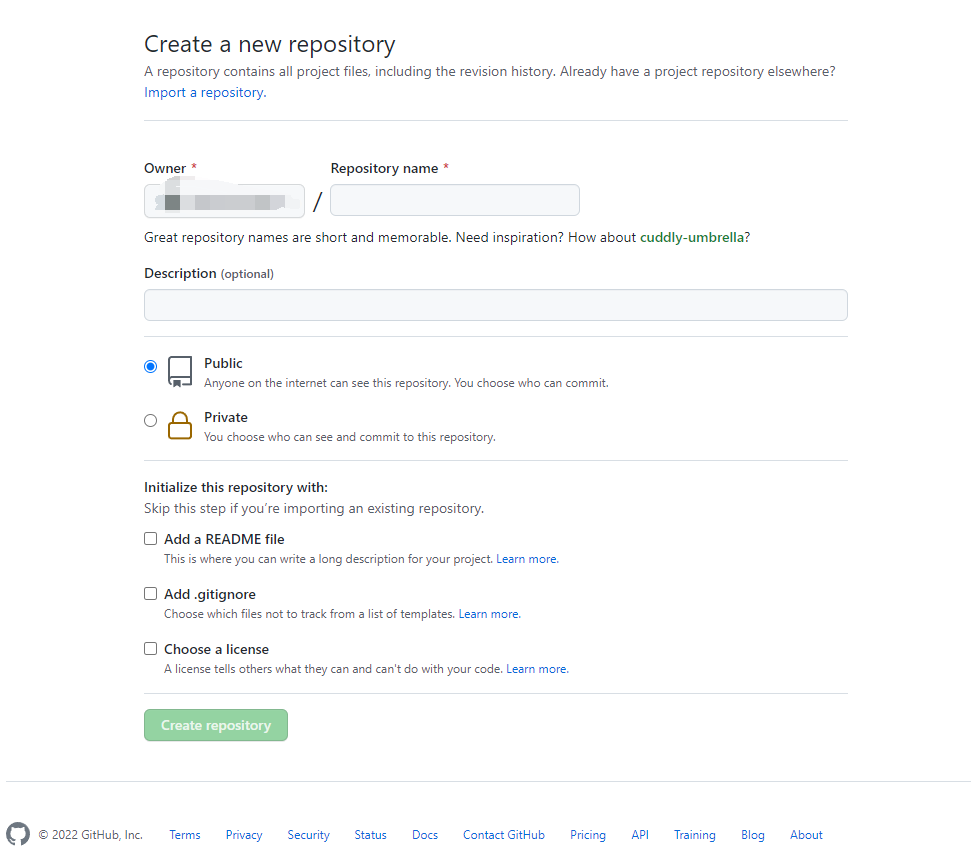 Create a new repository
A repository contains all project files, including the revision history. Already have a project repository elsewhere?
Import a repository.
Owner *
Repository name *
/
Great repository names are short and memorable. Need inspiration? How about cuddly-umbrella?
Description (optional)
Public
Anyone on the internet can see this repository. You choose who can commit.
Private
You choose who can see and commit to this repository.
Initialize this repository with:
Skip this step if you’re importing an existing repository.
Add a README file
This is where you can write a long description for your project. Learn more.
Add .gitignore
Choose which files not to track from a list of templates. Learn more.
Choose a license
A license tells others what they can and can't do with your code. Learn more.
Create repository
© 2022 GitHub, Inc. Terms Privacy Security Status Docs Contact GitHub Pricing API Training Blog About